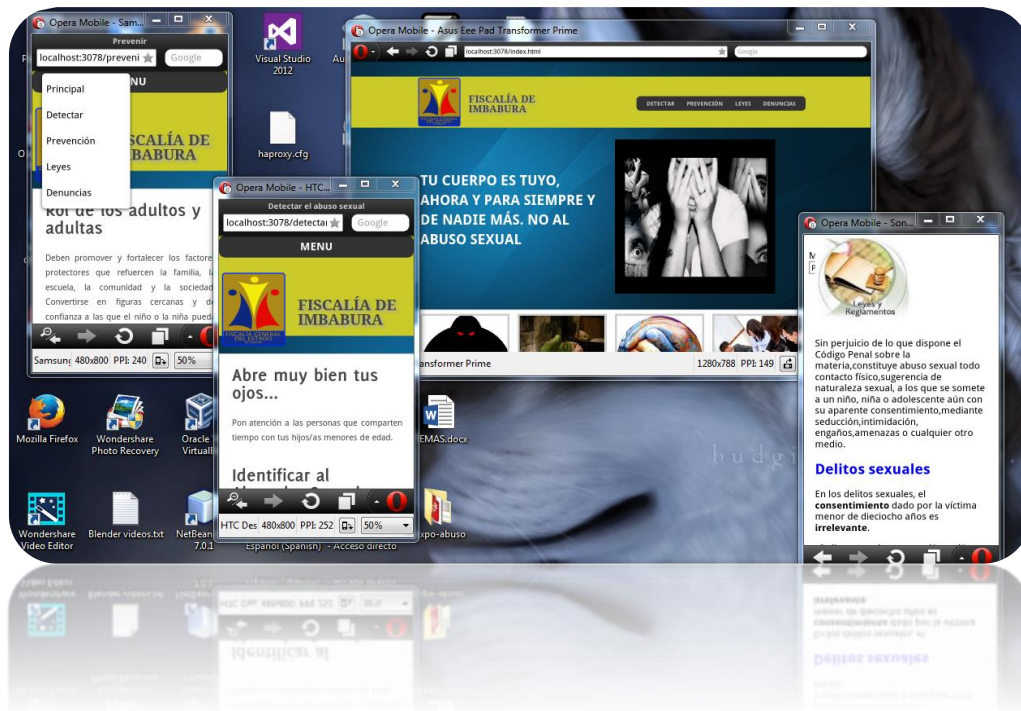 Opera Mobile - Sam...
Prevenir
localhost:3078/preveni
Google
NU
Principal
Detectar
Prevención
Leyes
Denuncias
SCALÍA DE
BABURA
Rol de los adultos y
adultas
Deben promover y fortalecer los factore
protectores que refuercen la familia, l
escuela, la comunidad y la sociedad
Convertirse en figuras cercanas y d
confianza a las que el niño o la niña pued
Samsung 480x800 PPI: 240 50%
Visual Studio
2012
Au
haproxy.cfg
Opera Mobile - Asus Eee Pad Transformer Prime
localhost:3078/index.html
Google
FISCALÍA DE
IMBABURA
DETECTAR PREVENCIÓN LEYES DENUNCIAS
TU CUERPO ES TUYO,
AHORA Y PARA SIEMPRE Y
DE NADIE MÁS. NO AL
ABUSO SEXUAL
ansformer Prime
1280x788 PPI: 149
Opera Mobile - HTC...
Detectar el abuso sexual
localhost:3078/detectar
Google
MENU
FISCALÍA DE
IMBABURA
FISCALÍA GENERAL
DEL ESTADO
Abre muy bien tus
ojos...
Pon atención a las personas que comparten
tiempo con tus hijos/as menores de edad.
Identificar al
HTC Des 480x800 PPI: 252 50%
Opera Mobile - Son...
Leyes y
Reglamentos
Sin perjuicio de lo que dispone el
Código Penal sobre la
materia,constituye abuso sexual todo
contacto físico,sugerencia de
naturaleza sexual, a los que se somete
a un niño, niña o adolescente aún con
su aparente consentimiento,mediante
seducción,intimidación,
engaños,amenazas o cualquier otro
medio.
Delitos sexuales
En los delitos sexuales, el
consentimiento dado por la víctima
menor de dieciocho años es
irrelevante.
Mozilla Firefox
Wondershare
Photo Recovery
Oracle
VirtualB
EMAS.docx
budgi
Wondershare
Video Editor
Blender videos.txt
NetBean
7.0.1
Español (Spanish) - Acceso directo
xpo-abuso